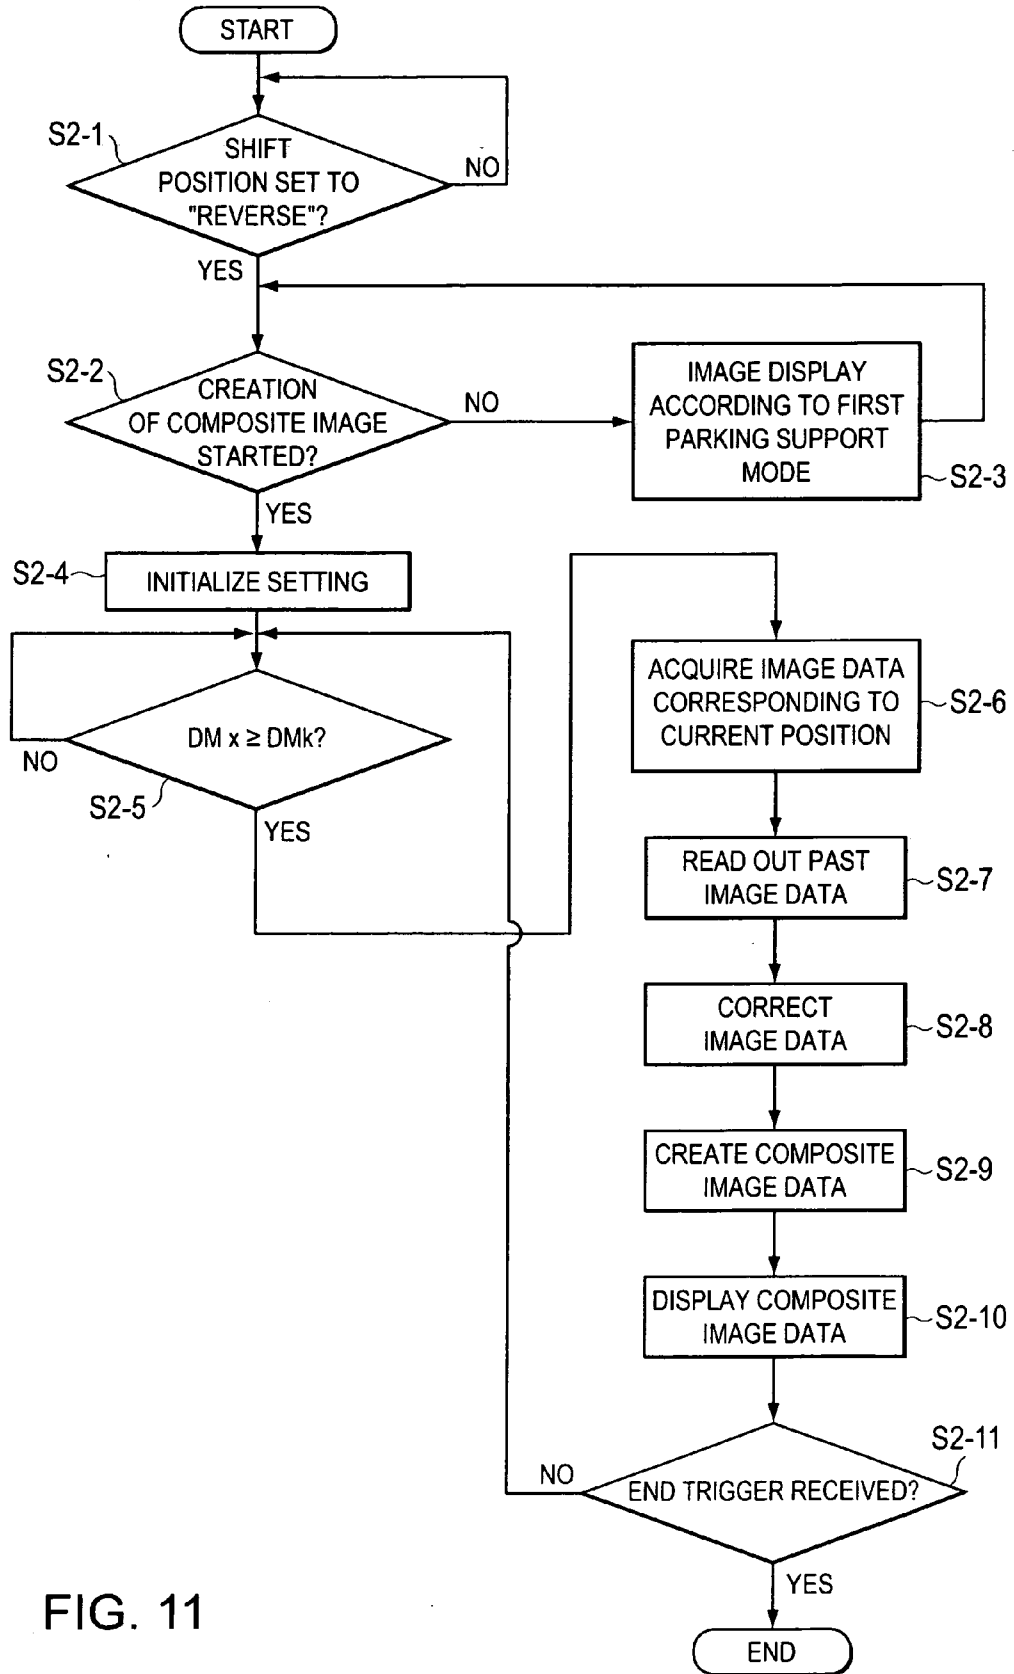 START
S2-1
SHIFT
POSITION SET TO
"REVERSE"?
NO
YES
S2-2
CREATION
OF COMPOSITE IMAGE
STARTED?
NO
IMAGE DISPLAY
ACCORDING TO FIRST
PARKING SUPPORT
MODE
S2-3
YES
S2-4
INITIALIZE SETTING
DM x ≥ DMk?
NO
S2-5
YES
ACQUIRE IMAGE DATA
CORRESPONDING TO
CURRENT POSITION
S2-6
READ OUT PAST
IMAGE DATA
S2-7
CORRECT
IMAGE DATA
S2-8
CREATE COMPOSITE
IMAGE DATA
S2-9
DISPLAY COMPOSITE
IMAGE DATA
S2-10
S2-11
END TRIGGER RECEIVED?
NO
YES
END
FIG. 11